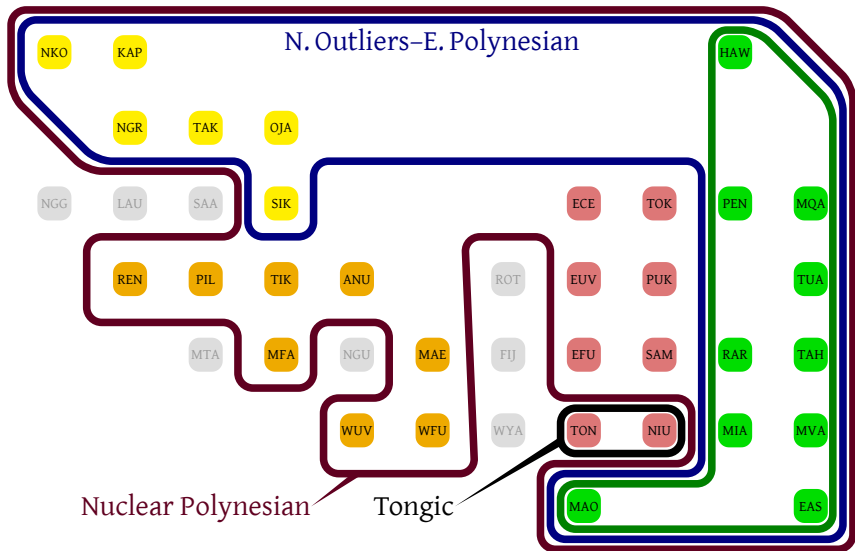 N. Outliers–E. Polynesian
NKO KAP HAW
NGR TAK OJA
NGG LAU SAA SIK ECE TOK PEN MQA
REN PIL TIK ANU ROT EUV PUK TUA
MTA MFA NGU MAE FIJ EFU SAM RAR TAH
WUV WFU WYA TON NIU MIA MVA
Nuclear Polynesian Tongic MAO EAS